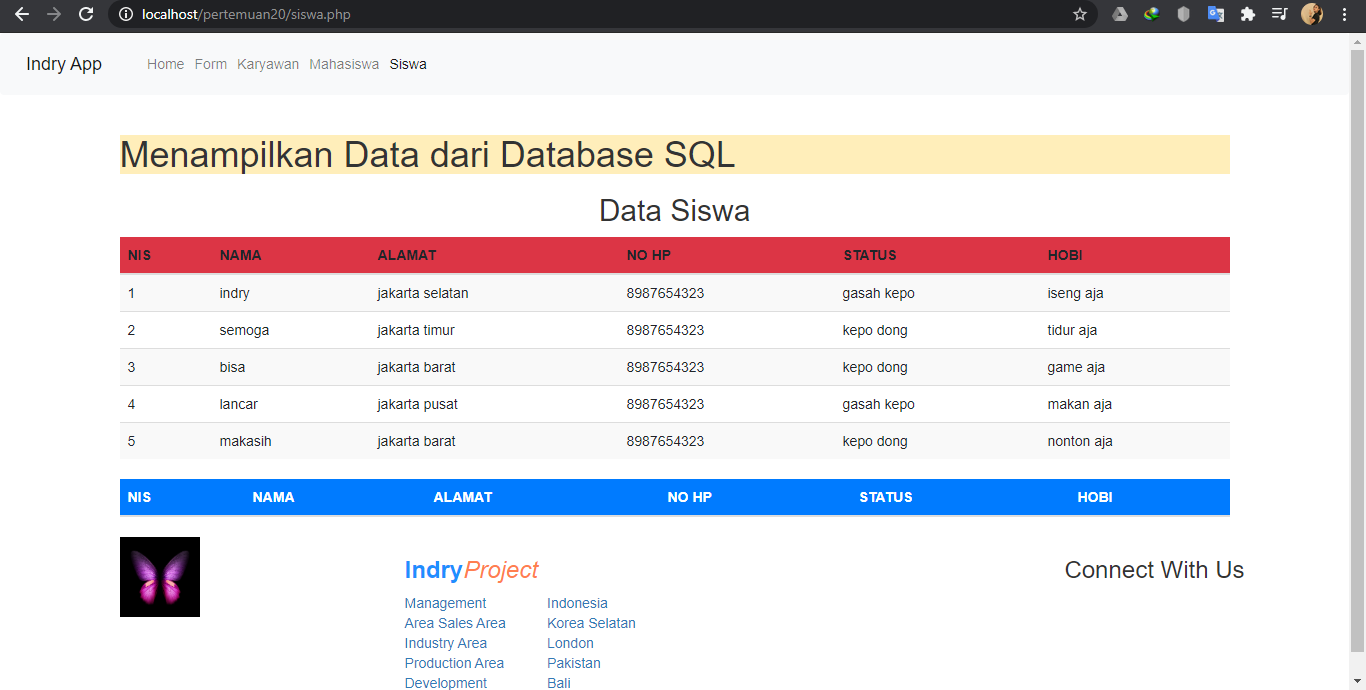 localhost/pertemuan20/siswa.php
Indry App Home Form Karyawan Mahasiswa Siswa
Menampilkan Data dari Database SQL
Data Siswa
NIS NAMA ALAMAT NO HP STATUS HOBI
1 indry jakarta selatan 8987654323 gasah kepo iseng aja
2 semoga jakarta timur 8987654323 kepo dong tidur aja
3 bisa jakarta barat 8987654323 kepo dong game aja
4 lancar jakarta pusat 8987654323 gasah kepo makan aja
5 makasih jakarta barat 8987654323 kepo dong nonton aja
NIS NAMA ALAMAT NO HP STATUS HOBI
IndryProject Connect With Us
Management Indonesia
Area Sales Area Korea Selatan
Industry Area London
Production Area Pakistan
Development Bali